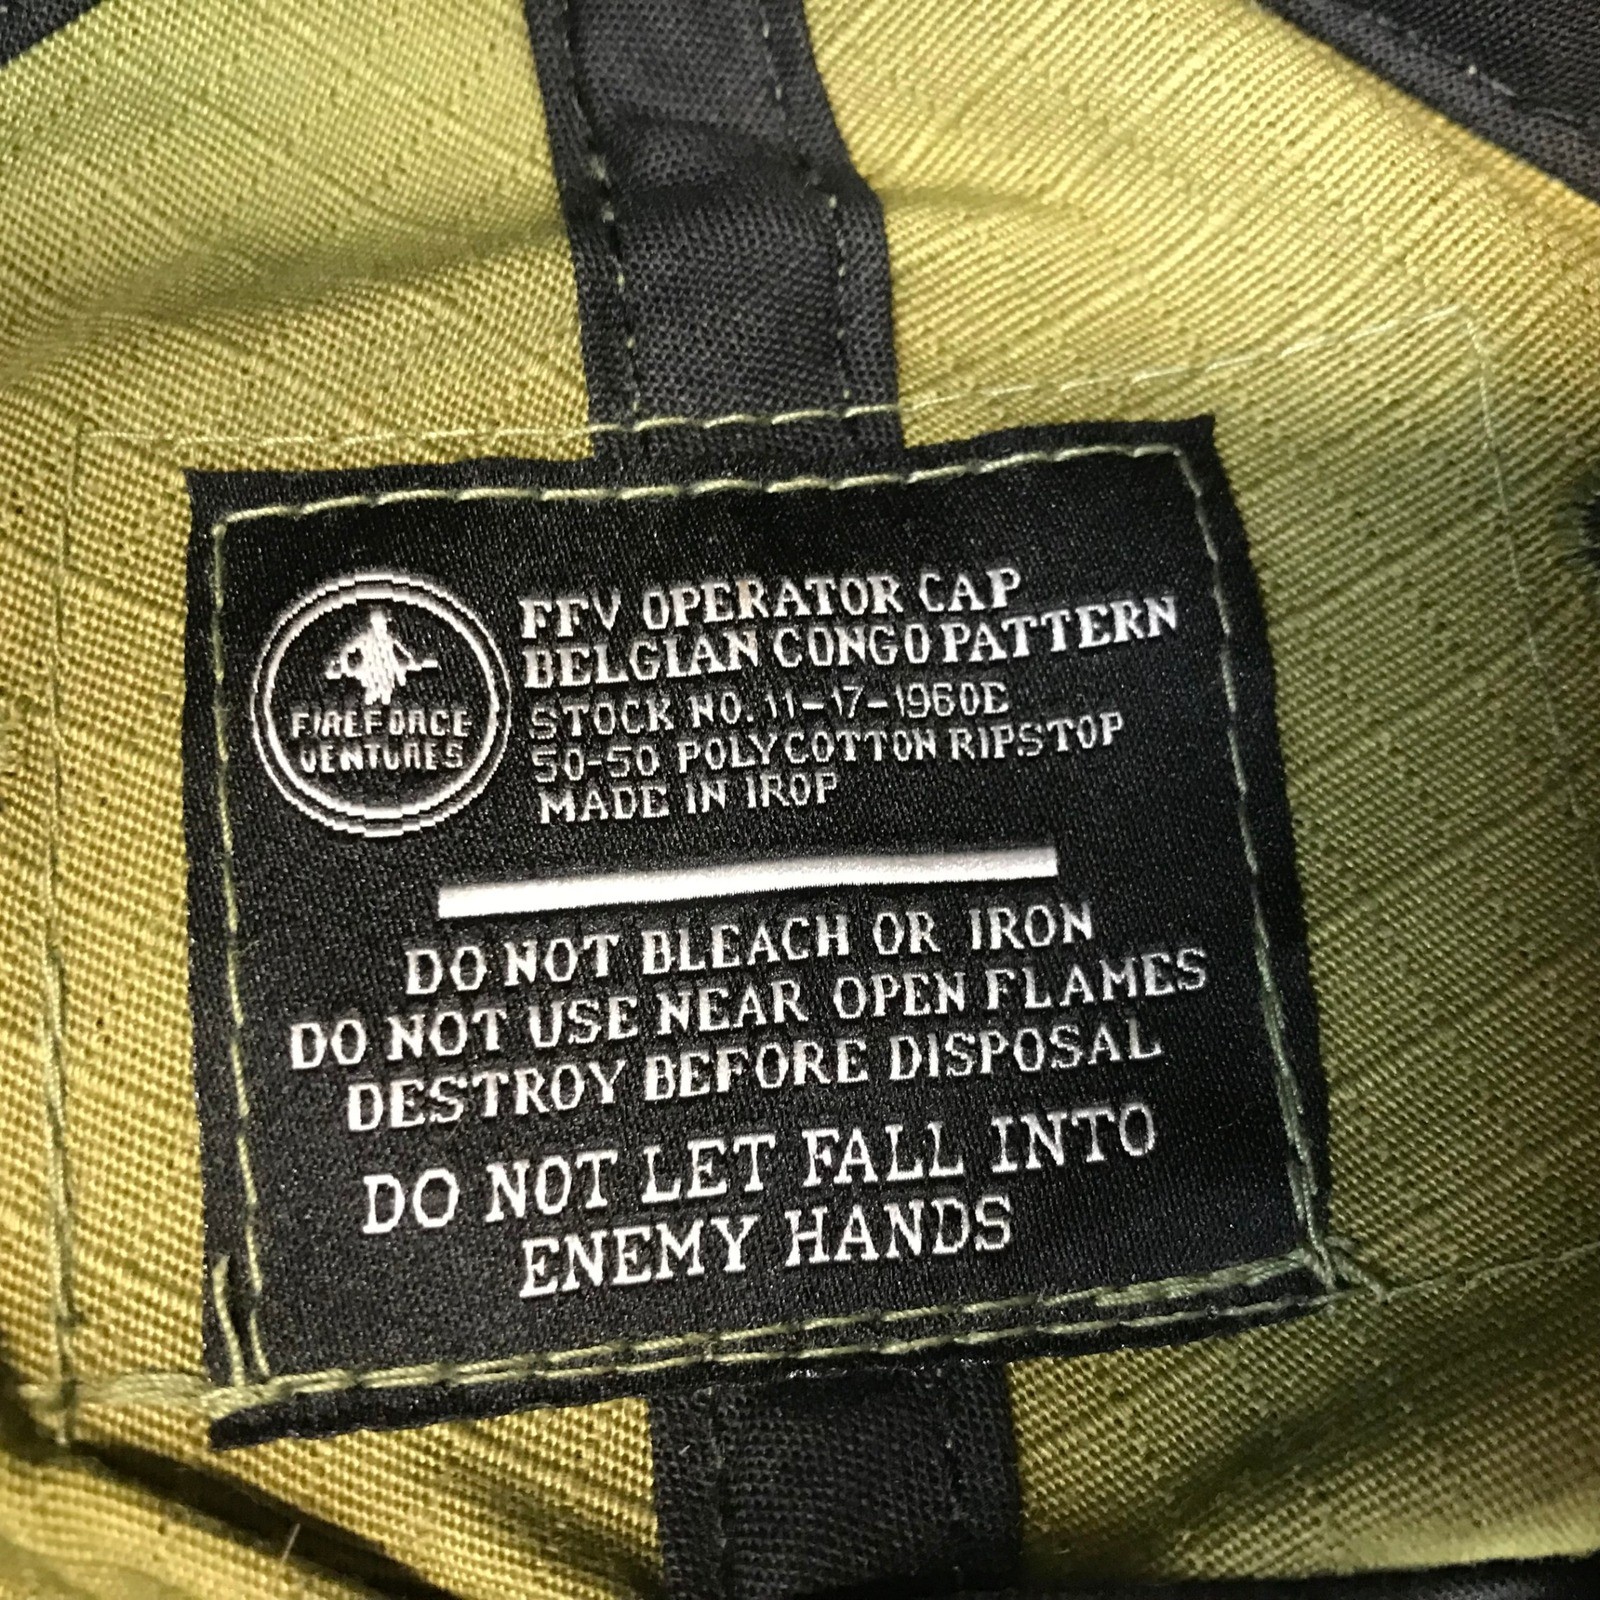 FIREFORCE
VENTURES
FFV OPERATOR CAP
BELGIAN CONGO PATTERN
STOCK NO. 11-17-1960E
50-50 POLYCOTTON RIPSTOP
MADE IN IROP
DO NOT BLEACH OR IRON
DO NOT USE NEAR OPEN FLAMES
DESTROY BEFORE DISPOSAL
DO NOT LET FALL INTO
ENEMY HANDS